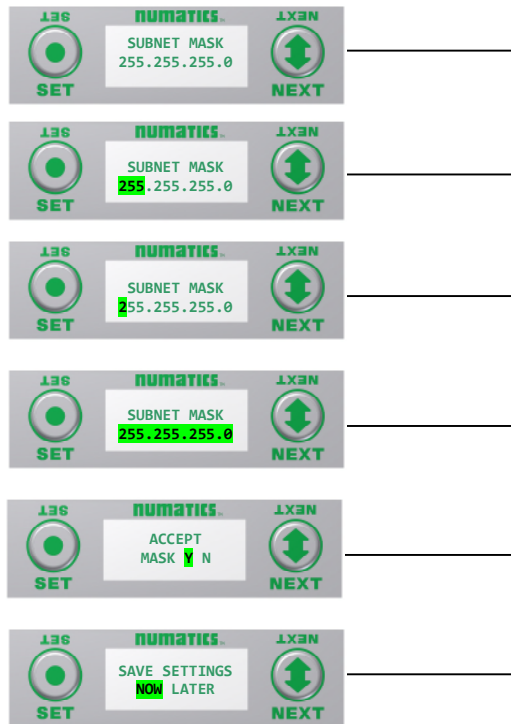 SET numatics NEXT
SUBNET MASK
255.255.255.0
SET NEXT
SET numatics NEXT
SUBNET MASK
255.255.255.0
SET NEXT
SET numatics NEXT
SUBNET MASK
255.255.255.0
SET NEXT
SET numatics NEXT
SUBNET MASK
255.255.255.0
SET NEXT
SET numatics NEXT
ACCEPT
MASK Y N
SET NEXT
SET numatics NEXT
SAVE SETTINGS
NOW LATER
SET NEXT